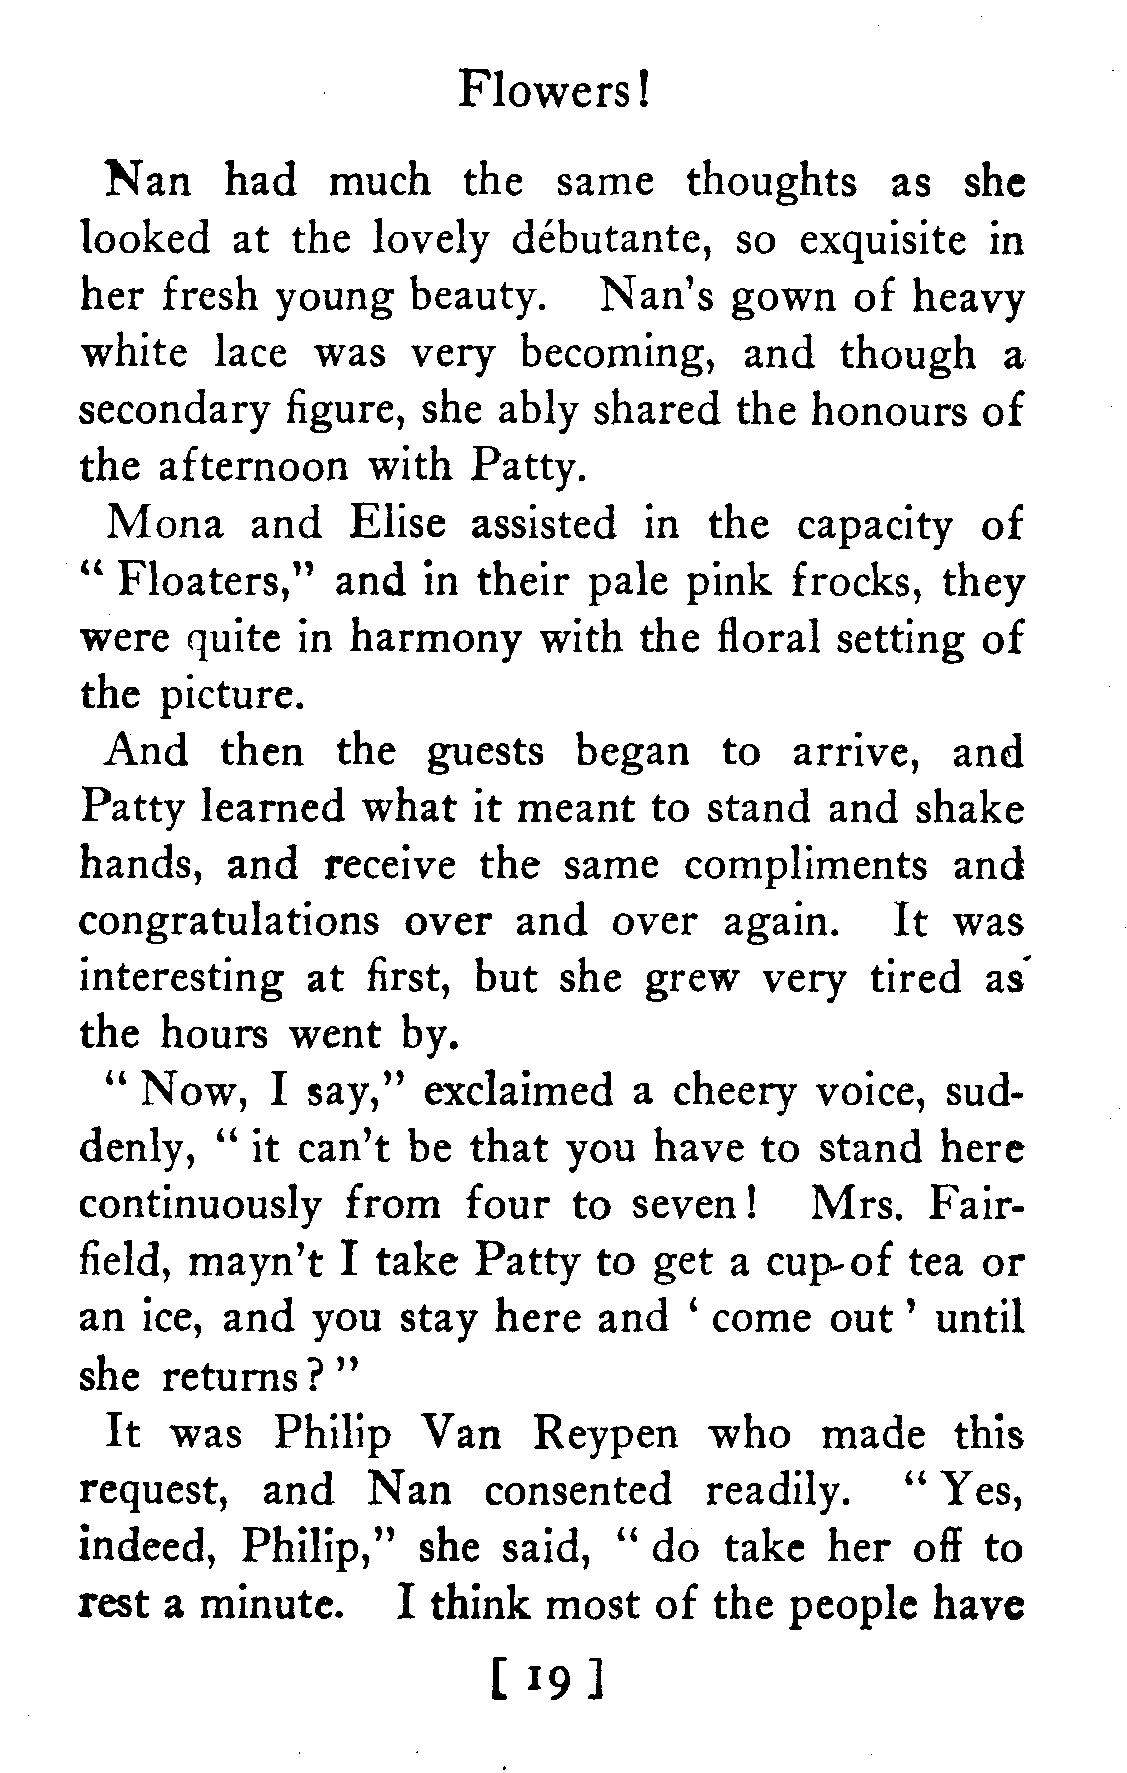 Flowers!
Nan had much the same thoughts as she
looked at the lovely débutante, so exquisite in
her fresh young beauty. Nan's gown of heavy
white lace was very becoming, and though a
secondary figure, she ably shared the honours of
the afternoon with Patty.
Mona and Elise assisted in the capacity of
“ Floaters,” and in their pale pink frocks, they
were quite in harmony with the floral setting of
the picture.
And then the guests began to arrive, and
Patty learned what it meant to stand and shake
hands, and receive the same compliments and
congratulations over and over again. It was
interesting at first, but she grew very tired as
the hours went by.
“ Now, I say,” exclaimed a cheery voice, sud-
denly, “ it can't be that you have to stand here
continuously from four to seven! Mrs. Fair-
field, mayn't I take Patty to get a cup of tea or
an ice, and you stay here and ‘ come out ’ until
she returns? ”
It was Philip Van Reypen who made this
request, and Nan consented readily. “ Yes,
indeed, Philip,” she said, “ do take her off to
rest a minute. I think most of the people have
[ 19 ]